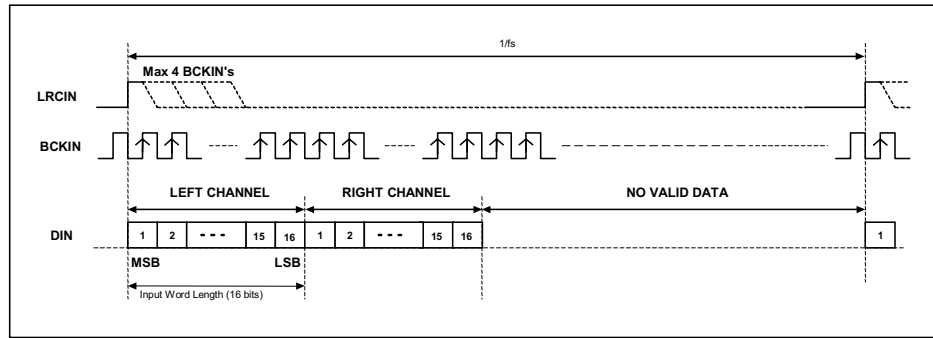 1/fs
Max 4 BCKIN's
LRCIN
BCKIN
LEFT CHANNEL RIGHT CHANNEL NO VALID DATA
DIN 1 2 15 16 1 2 15 16 1
MSB LSB
Input Word Length (16 bits)